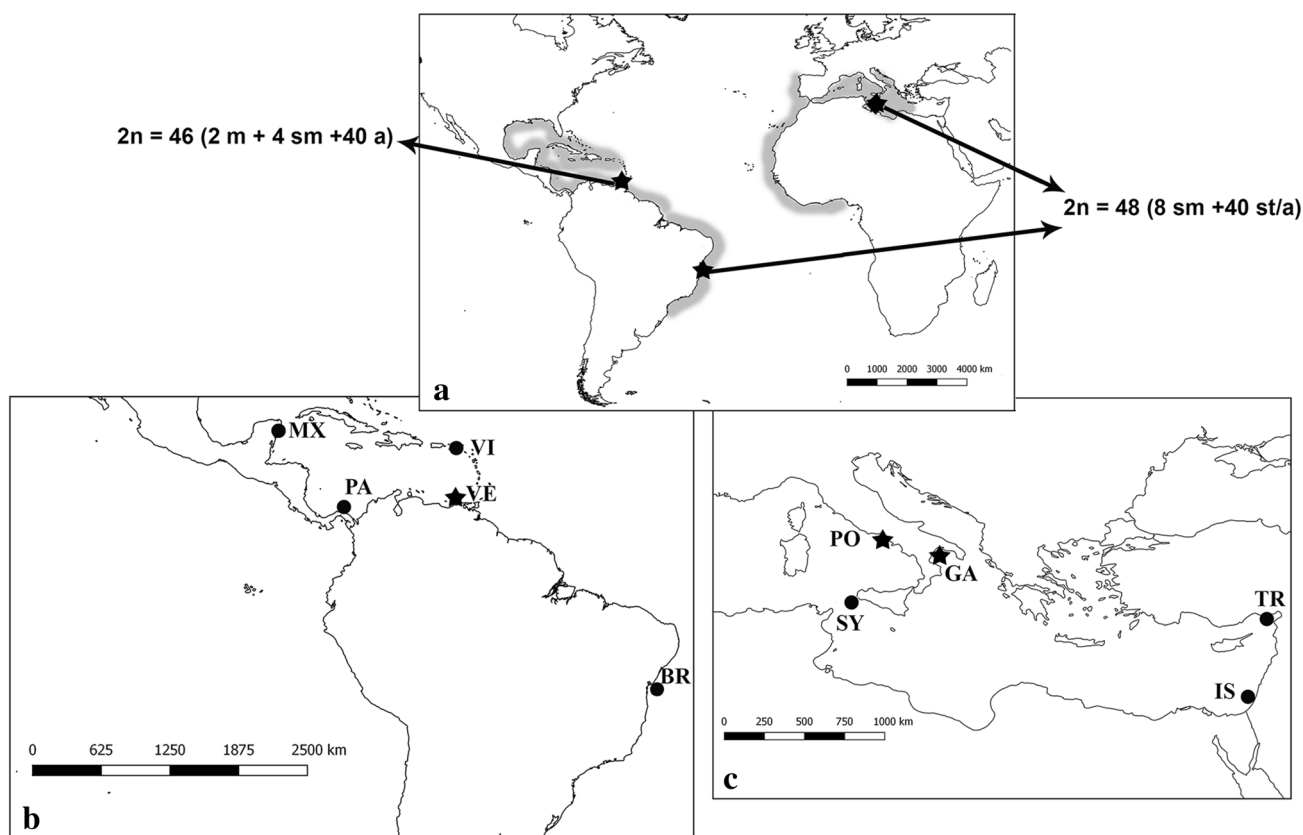 2n = 46 (2 m + 4 sm +40 a)
2n = 48 (8 sm +40 st/a)
0 1000 2000 3000 4000 km
a
MX
VI
PA
VE
BR
0 625 1250 1875 2500 km
b
PO
GA
SY
TR
IS
0 250 500 750 1000 km
c